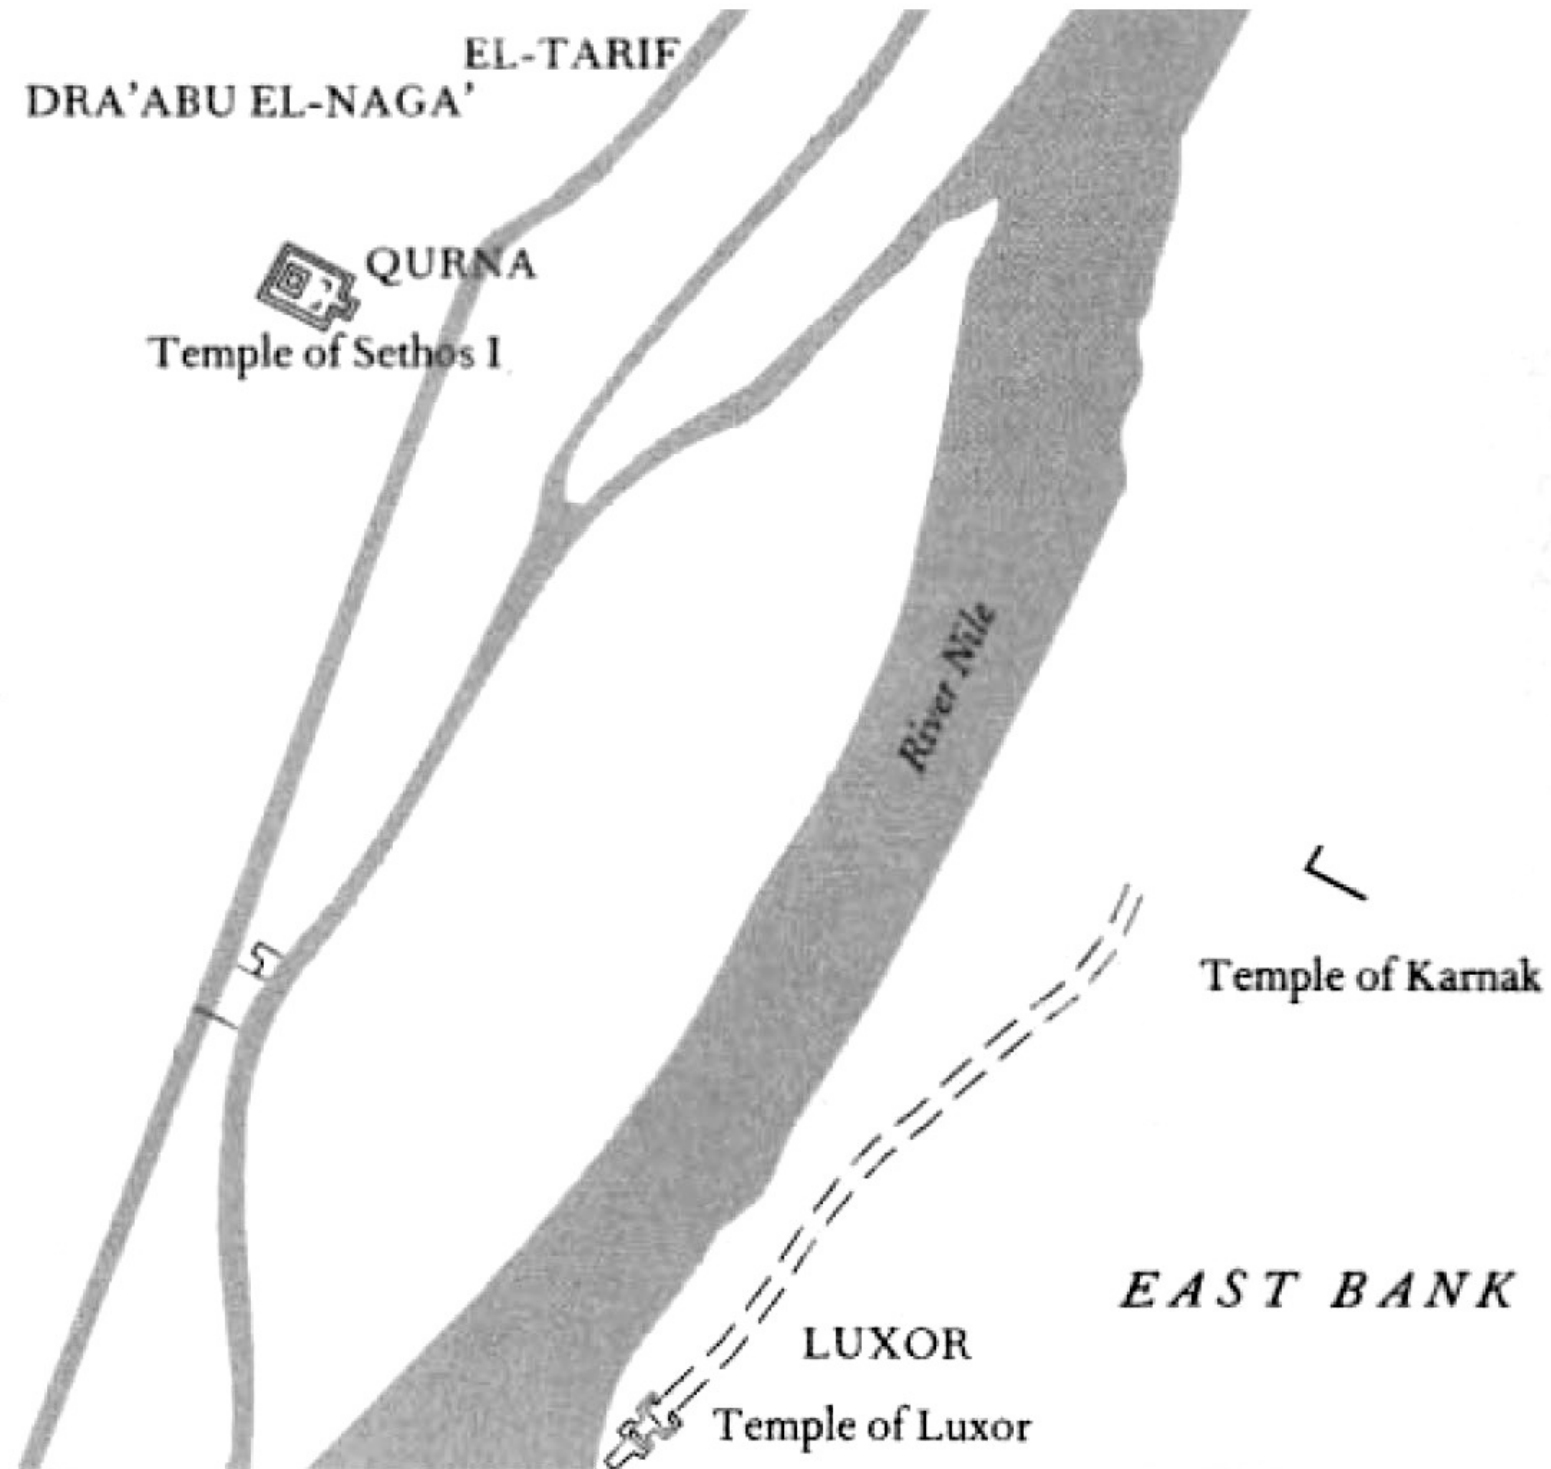 EL-TARIF
DRA'ABU EL-NAGA'
QURNA
Temple of Sethos I
River Nile
Temple of Karnak
EAST BANK
LUXOR
Temple of Luxor